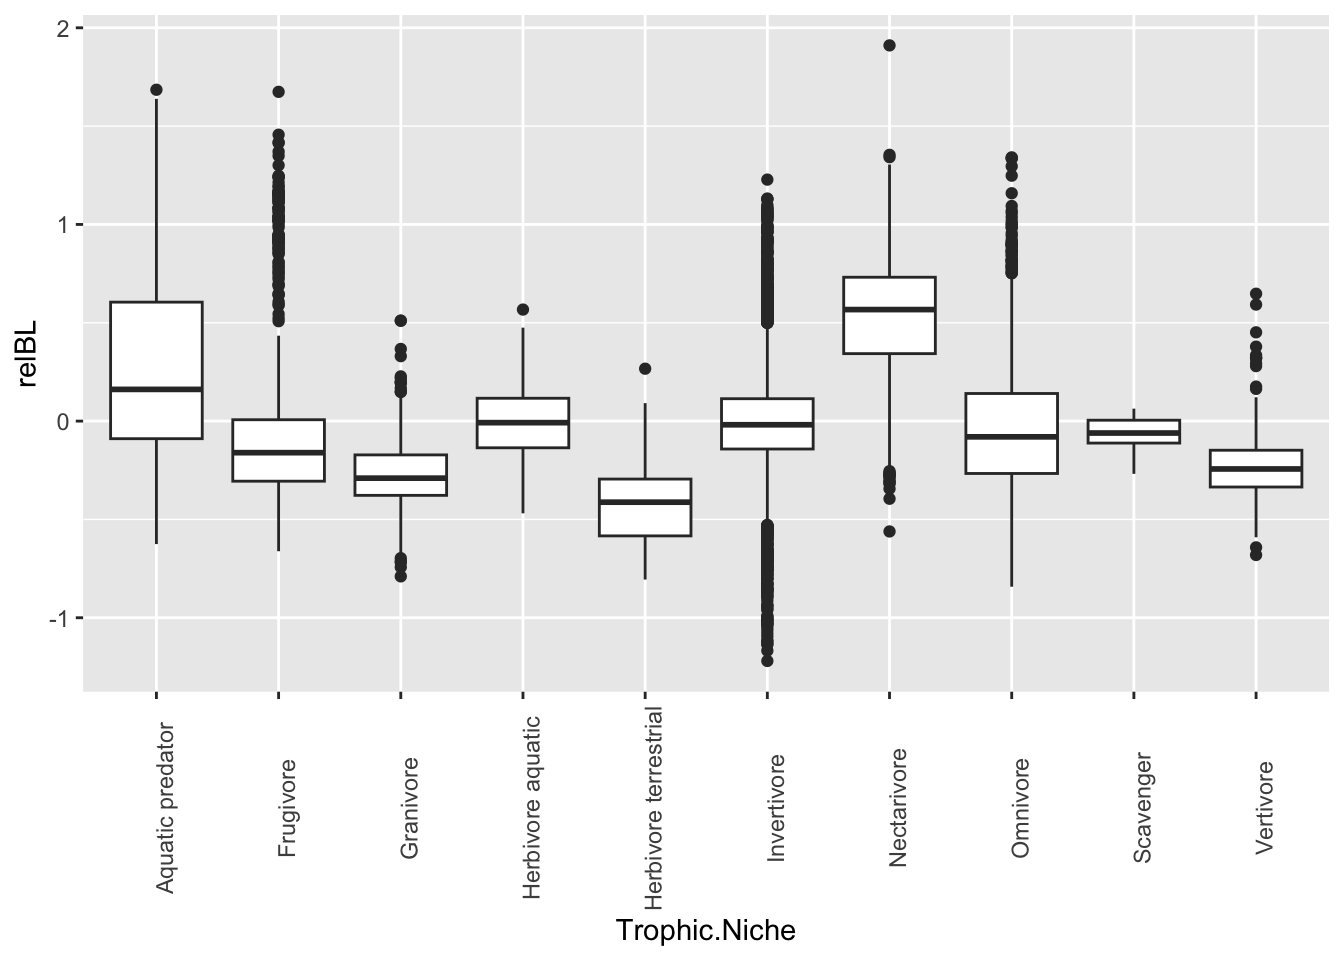 2
1
0
-1
relBL
Aquatic predator
Frugivore
Granivore
Herbivore aquatic
Herbivore terrestrial
Invertivore
Nectarivore
Omnivore
Scavenger
Vertivore
Trophic.Niche